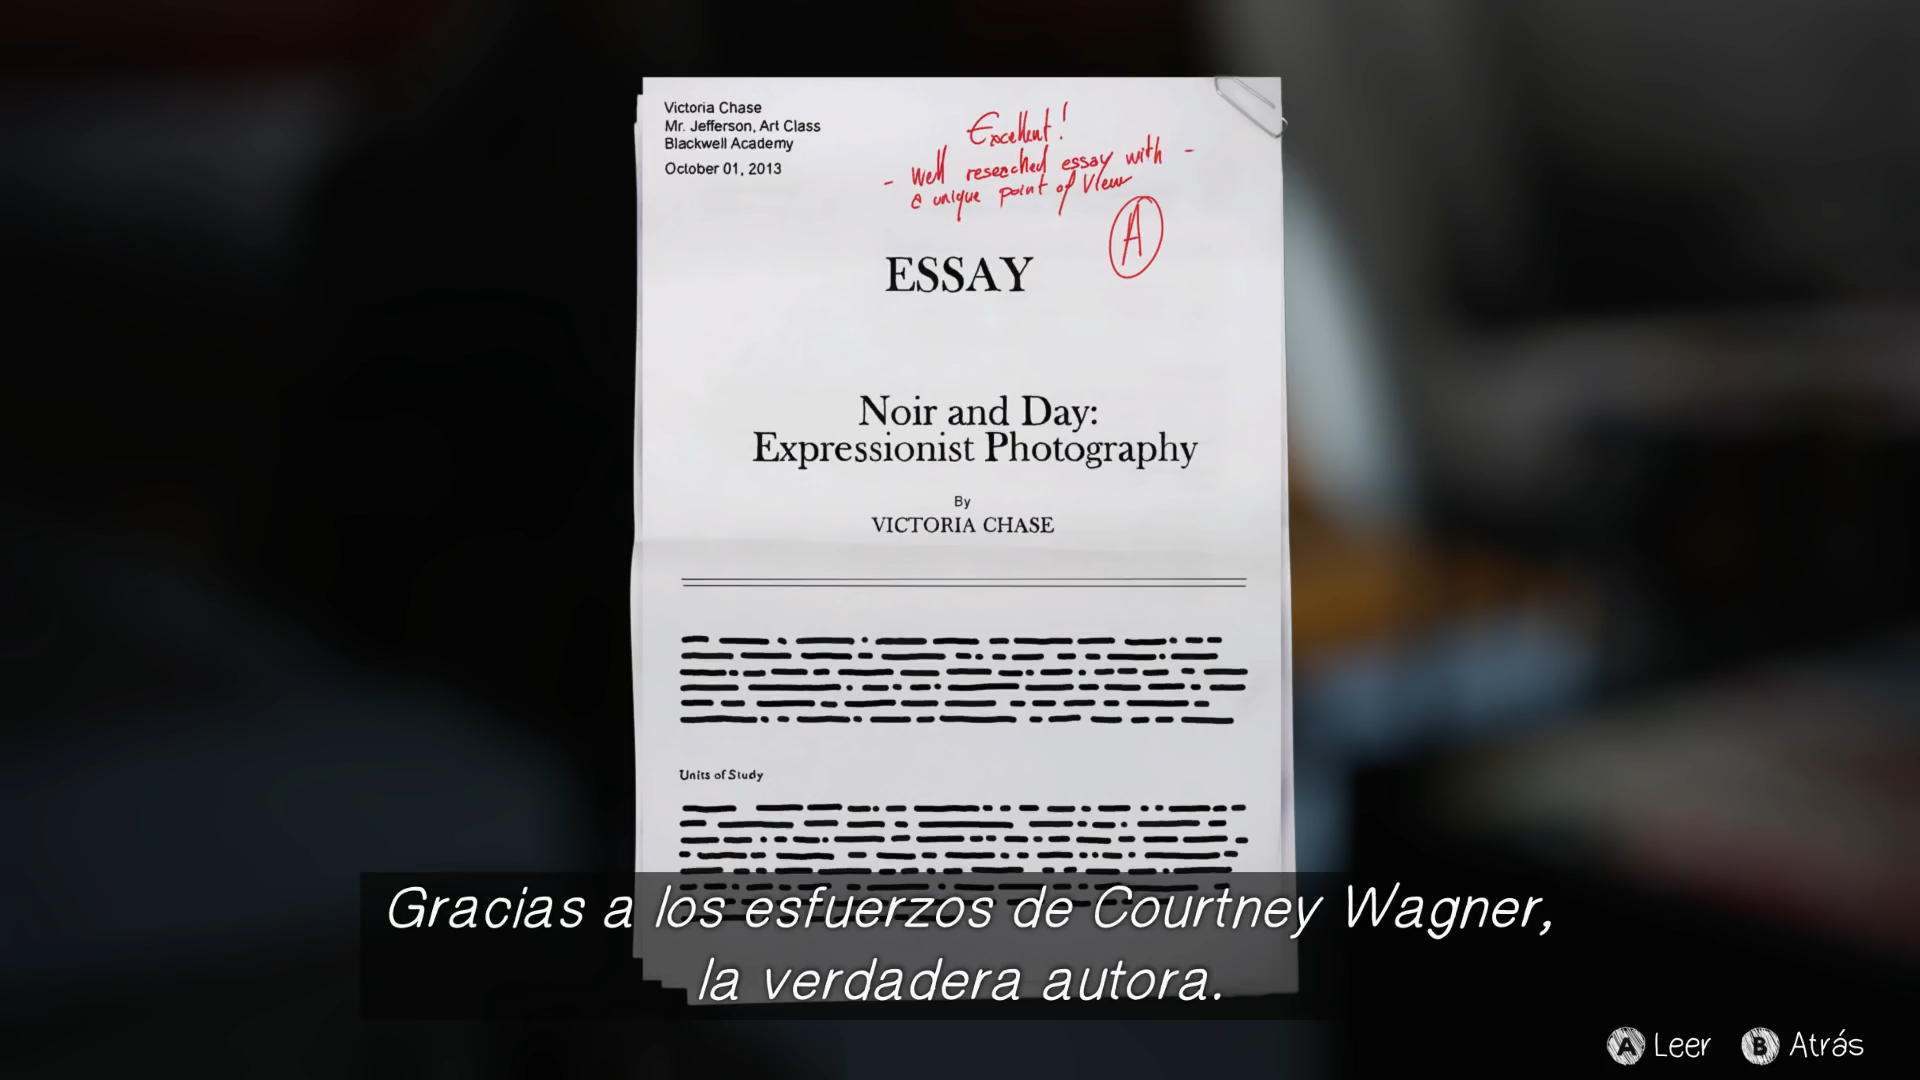 Victoria Chase
Mr. Jefferson, Art Class
Blackwell Academy
October 01, 2013
Excellent!
- Well reseached essay with -
a unique point of View
A
ESSAY
Noir and Day:
Expressionist Photography
By
VICTORIA CHASE
Units of Study
Gracias a los esfuerzos de Courtney Wagner,
la verdadera autora.
A Leer B Atrás